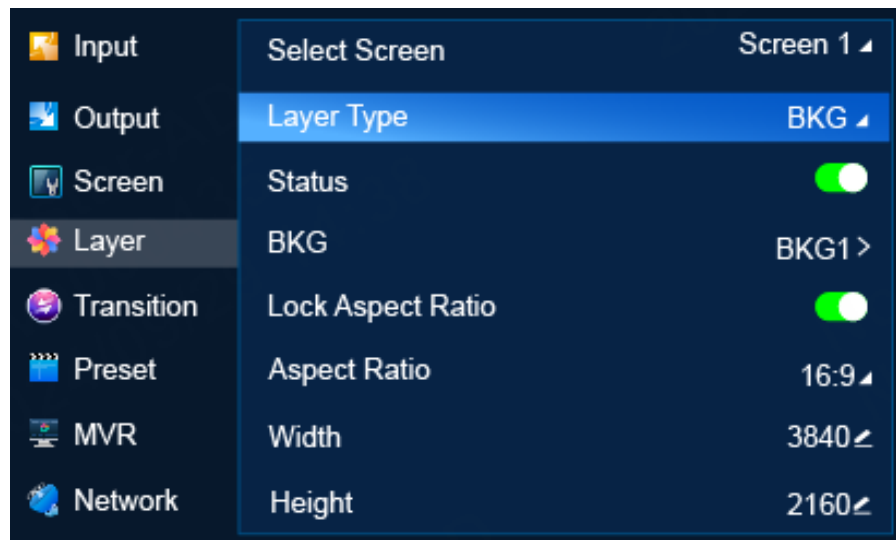 Input
Select Screen Screen 1
Output
Layer Type BKG
Screen
Status
Layer
BKG BKG1 >
Transition
Lock Aspect Ratio
Preset
Aspect Ratio 16:9
MVR
Width 3840
Network
Height 2160